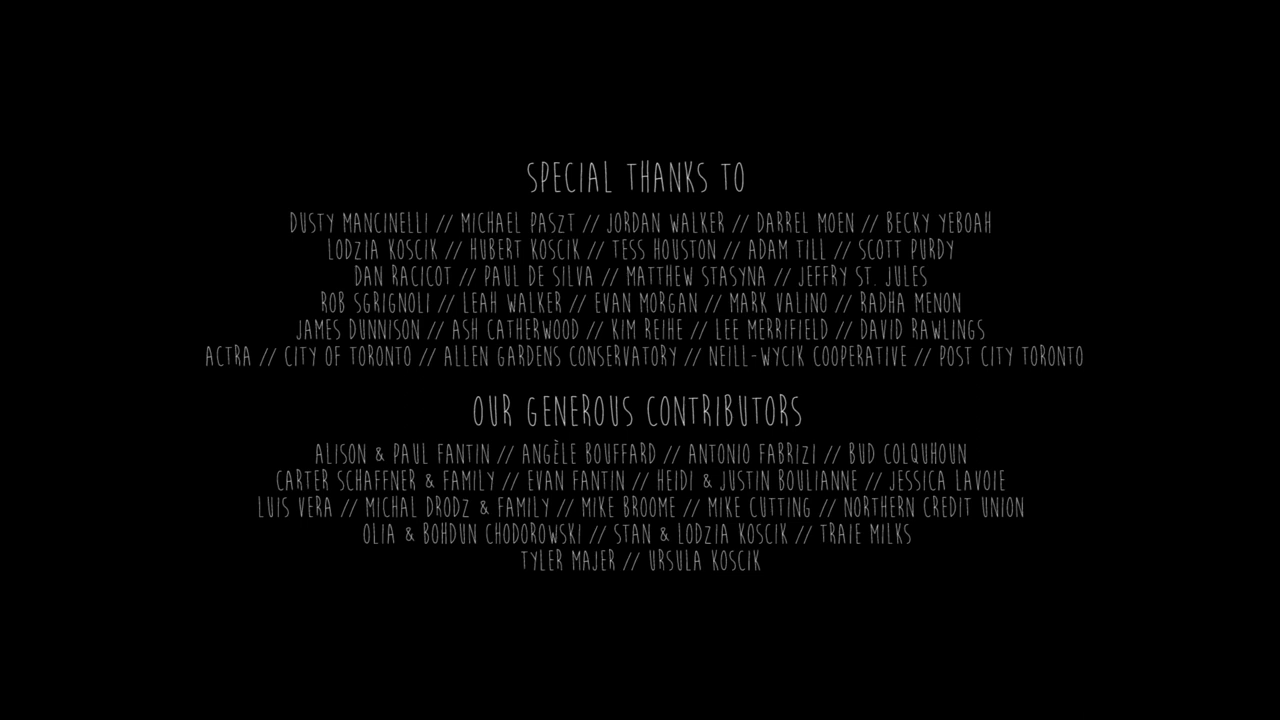 SPECIAL THANKS TO
DUSTY MANCINELLI // MICHAEL PASZT // JORDAN WALKER // DARREL MOEN // BECKY YEBOAH
LODZIA KOSCIK // HUBERT KOSCIK // TESS HOUSTON // ADAM TILL // SCOTT PURDY
DAN RACICOT // PAUL DE SILVA // MATTHEW STASYNA // JEFFRY ST. JULES
ROB SGRIGNOLI // LEAH WALKER // EVAN MORGAN // MARK VALINO // RADHA MENON
JAMES DUNNISON // ASH CATHERWOOD // KIM REIHE // LEE MERRIFIELD // DAVID RAWLINGS
ACTRA // CITY OF TORONTO // ALLEN GARDENS CONSERVATORY // NEILL-WYCIK COOPERATIVE // POST CITY TORONTO
OUR GENEROUS CONTRIBUTORS
ALISON & PAUL FANTIN // ANGÈLE BOUFFARD // ANTONIO FABRIZI // BUD COLQUHOUN
CARTER SCHAFFNER & FAMILY // EVAN FANTIN // HEIDI & JUSTIN BOULIANNE // JESSICA LAVOIE
LUIS VERA // MICHAL DRODZ & FAMILY // MIKE BROOME // MIKE CUTTING // NORTHERN CREDIT UNION
OLIA & BOHDUN CHODOROWSKI // STAN & LODZIA KOSCIK // TRAIE MILKS
TYLER MAJER // URSULA KOSCIK